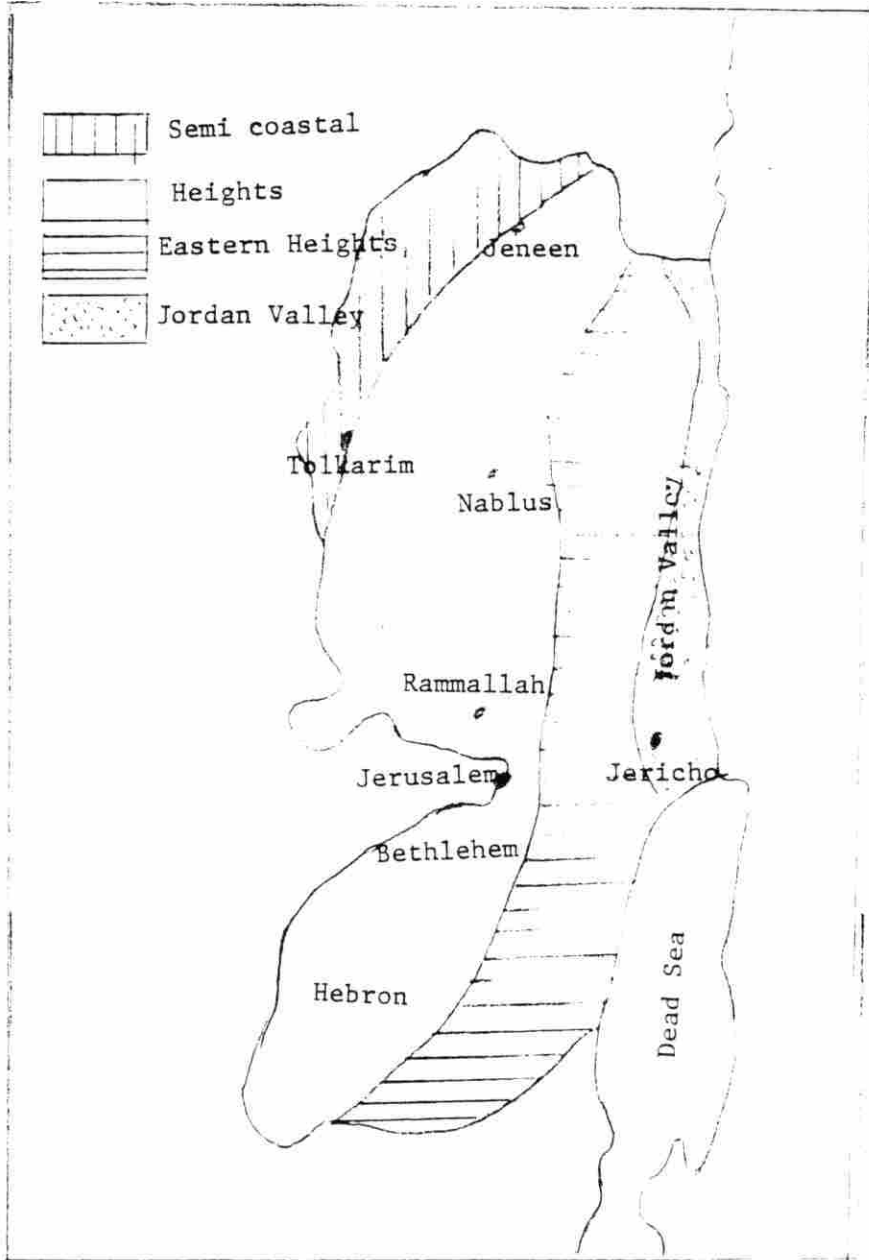 Semi coastal
Heights
Eastern Heights
Jordan Valley
Jeneen
Tolkarim
Nablus
Jordan Valley
Rammallah
Jerusalem
Jericho
Bethlehem
Hebron
Dead Sea